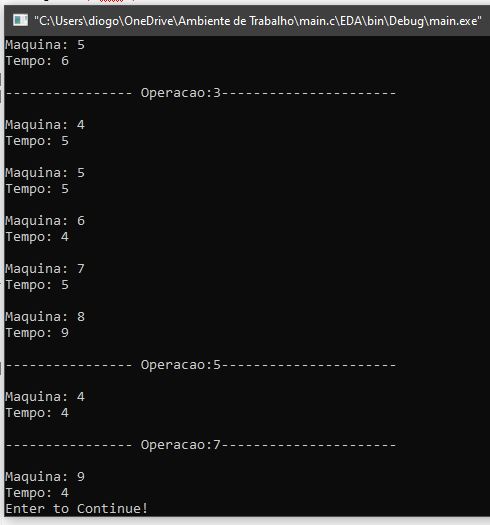 "C:\Users\diogo\OneDrive\Ambiente de Trabalho\main.c\EDA\bin\Debug\main.exe"
Maquina: 5
Tempo: 6
---------------- Operacao:3----------------------
Maquina: 4
Tempo: 5
Maquina: 5
Tempo: 5
Maquina: 6
Tempo: 4
Maquina: 7
Tempo: 5
Maquina: 8
Tempo: 9
---------------- Operacao:5----------------------
Maquina: 4
Tempo: 4
---------------- Operacao:7----------------------
Maquina: 9
Tempo: 4
Enter to Continue!